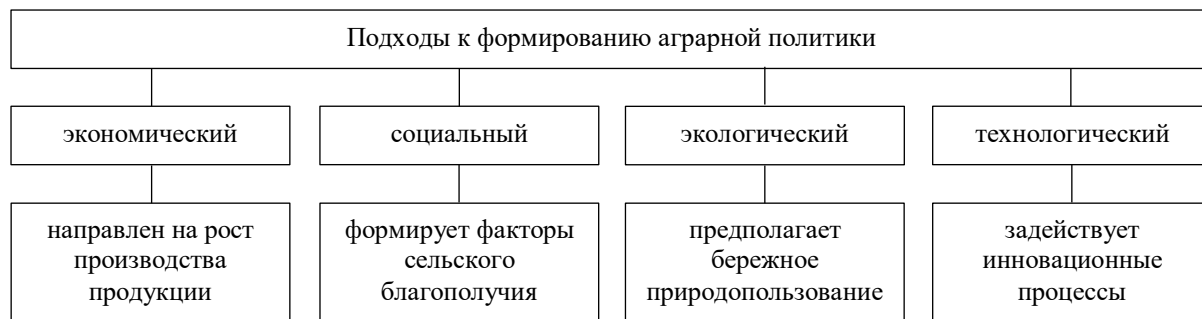 Подходы к формированию аграрной политики
экономический
социальный
экологический
технологический
направлен на рост
производства
продукции
формирует факторы
сельского
благополучия
предполагает
бережное
природопользование
задействует
инновационные
процессы